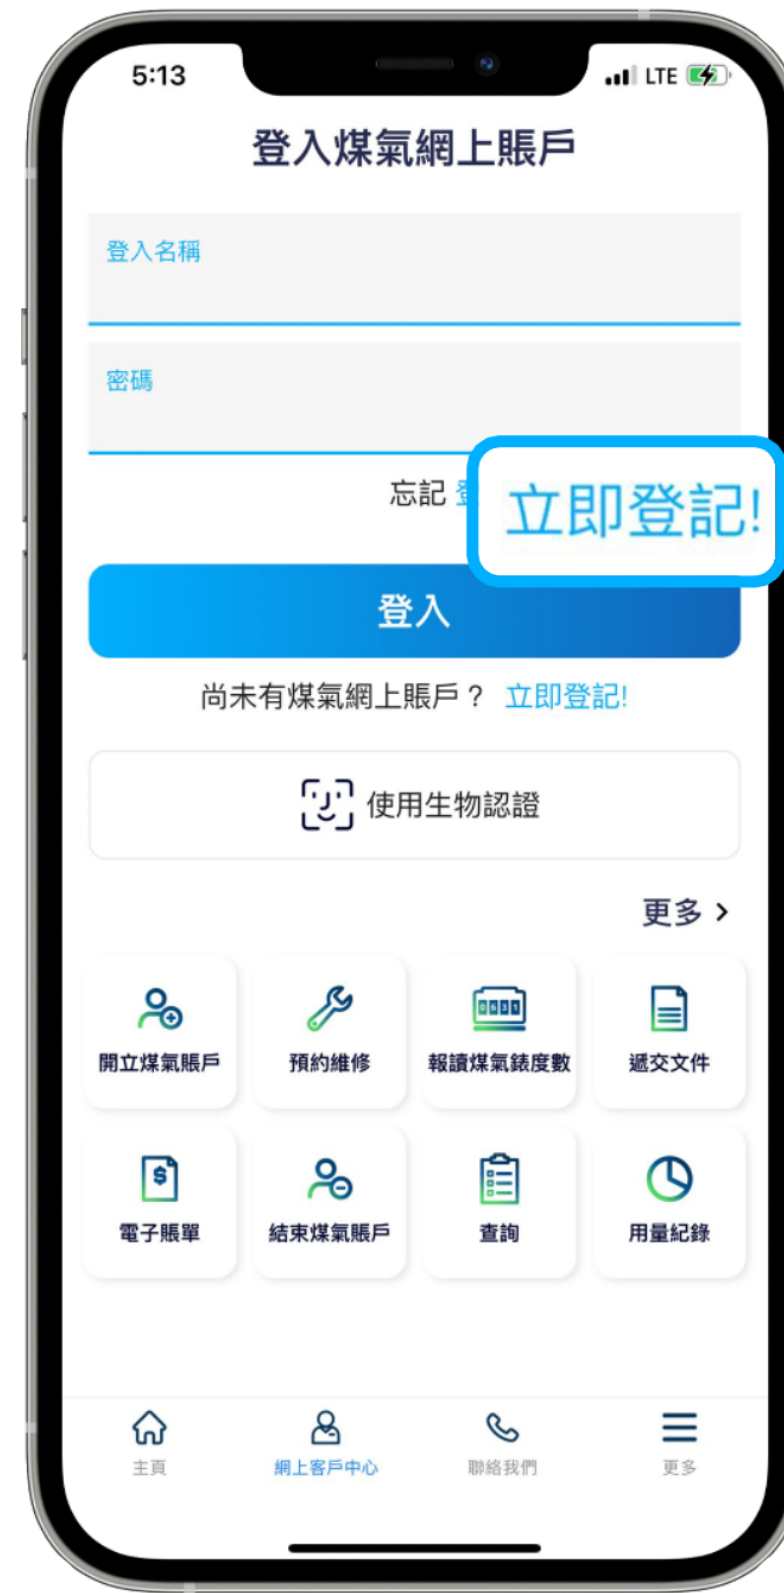 5:13
LTE
登入煤氣網上賬戶
登入名稱
密碼
忘記
立即登記!
登入
尚未有煤氣網上賬戶？ 立即登記!
使用生物認證
更多 >
0635
開立煤氣賬戶 預約維修 報讀煤氣錶度數 遞交文件
$
電子賬單 結束煤氣賬戶 查詢 用量紀錄
主頁 網上客戶中心 聯絡我們 更多